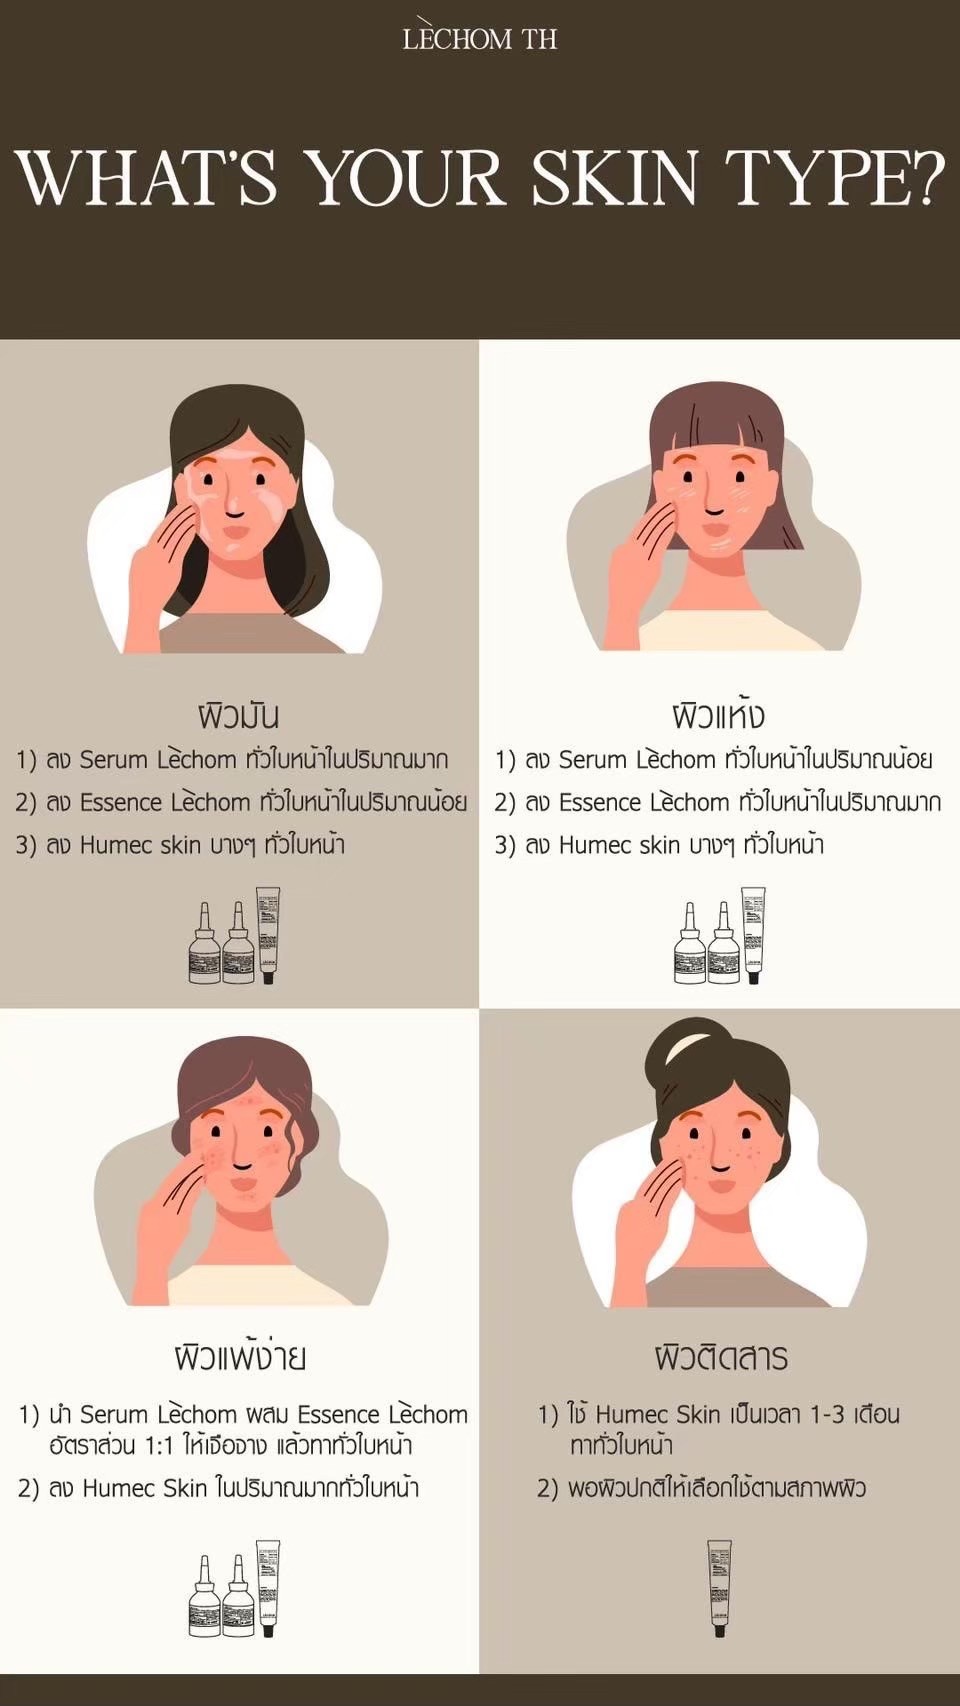 LÈCHOM TH
WHAT'S YOUR SKIN TYPE?
ผิวมัน
1) ลง Serum Lèchom ทั่วใบหน้าในปริมาณมาก
2) ลง Essence Lèchom ทั่วใบหน้าในปริมาณน้อย
3) ลง Humec skin บางๆ ทั่วใบหน้า
ผิวแห้ง
1) ลง Serum Lèchom ทั่วใบหน้าในปริมาณน้อย
2) ลง Essence Lèchom ทั่วใบหน้าในปริมาณมาก
3) ลง Humec skin บางๆ ทั่วใบหน้า
ผิวแพ้ง่าย
1) นำ Serum Lèchom ผสม Essence Lèchom
อัตราส่วน 1:1 ให้เจือจาง แล้วทาทั่วใบหน้า
2) ลง Humec Skin ในปริมาณมากทั่วใบหน้า
ผิวติดสาร
1) ใช้ Humec Skin เป็นเวลา 1-3 เดือน
ทาทั่วใบหน้า
2) พอผิวปกติให้เลือกใช้ตามสภาพผิว